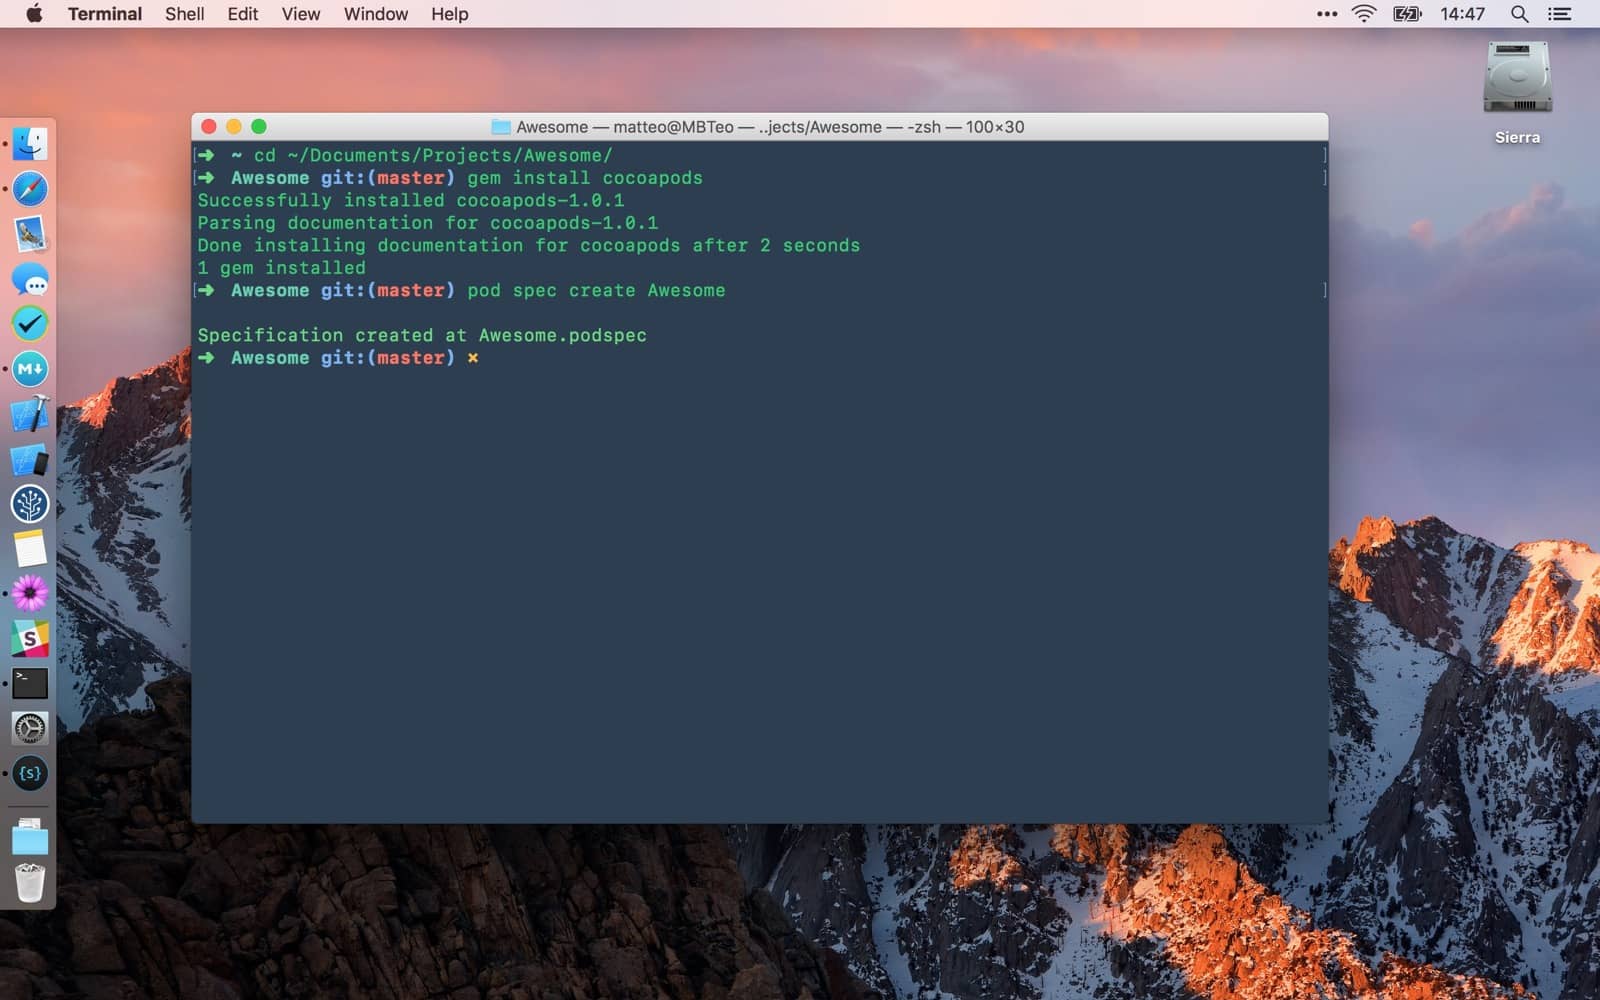 Terminal Shell Edit View Window Help 14:47
Sierra
Awesome — matteo@MBTeo — ..jects/Awesome — -zsh — 100×30
[➜ ~ cd ~/Documents/Projects/Awesome/ ]
[➜ Awesome git:(master) gem install cocoapods ]
Successfully installed cocoapods-1.0.1
Parsing documentation for cocoapods-1.0.1
Done installing documentation for cocoapods after 2 seconds
1 gem installed
[➜ Awesome git:(master) pod spec create Awesome ]
Specification created at Awesome.podspec
➜ Awesome git:(master) ✗
M↓
S
>_
{s}